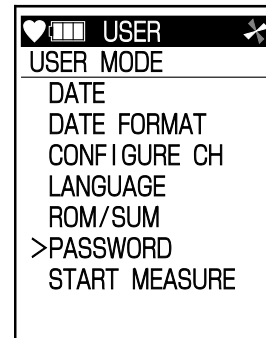 USER
USER MODE
DATE
DATE FORMAT
CONFIGURE CH
LANGUAGE
ROM/SUM
>PASSWORD
START MEASURE